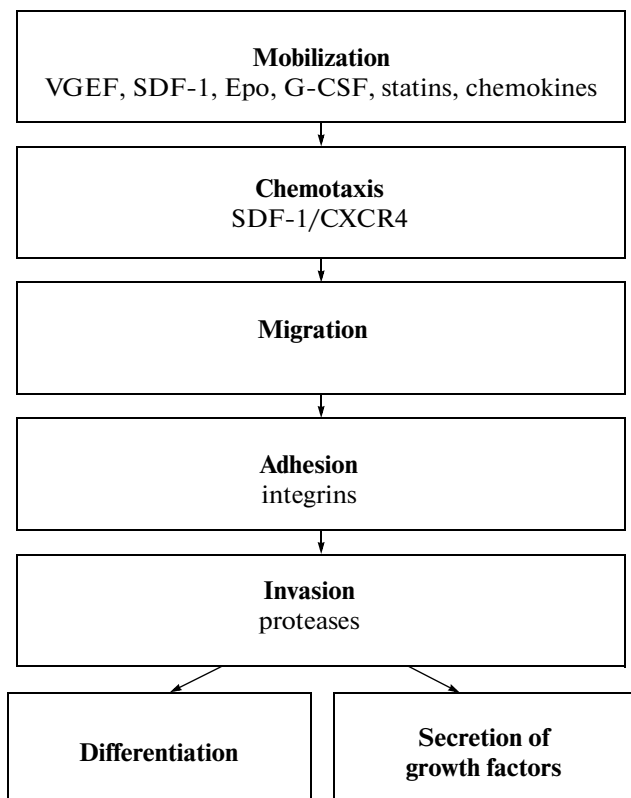 Mobilization
VGEF, SDF-1, Epo, G-CSF, statins, chemokines
Chemotaxis
SDF-1/CXCR4
Migration
Adhesion
integrins
Invasion
proteases
Differentiation
Secretion of
growth factors